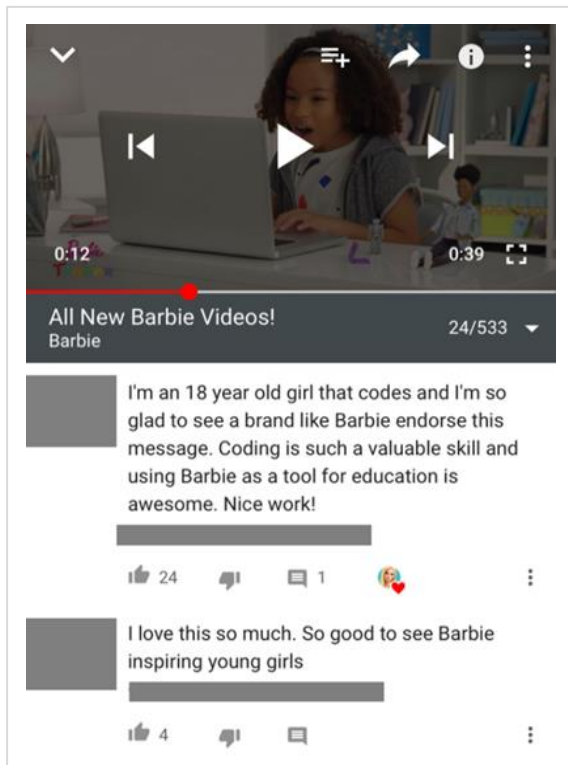 0:12
0:39
All New Barbie Videos!
Barbie
24/533
I'm an 18 year old girl that codes and I'm so
glad to see a brand like Barbie endorse this
message. Coding is such a valuable skill and
using Barbie as a tool for education is
awesome. Nice work!
24
1
I love this so much. So good to see Barbie
inspiring young girls
4